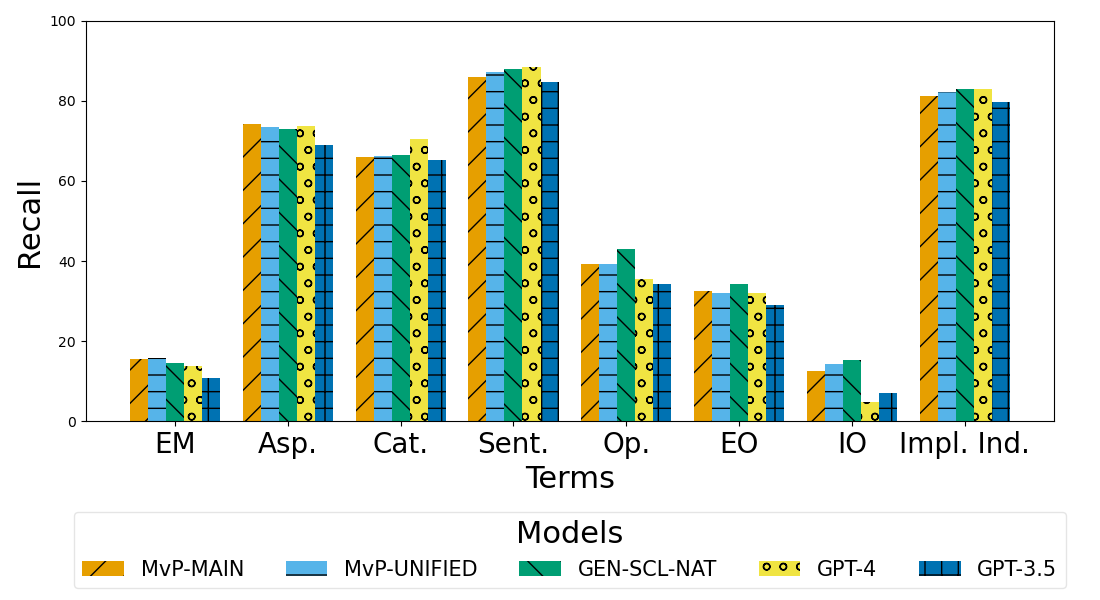 100
80
60
40
20
0
Recall
EM Asp. Cat. Sent. Op. EO IO Impl. Ind.
Terms
Models
MvP-MAIN MvP-UNIFIED GEN-SCL-NAT GPT-4 GPT-3.5